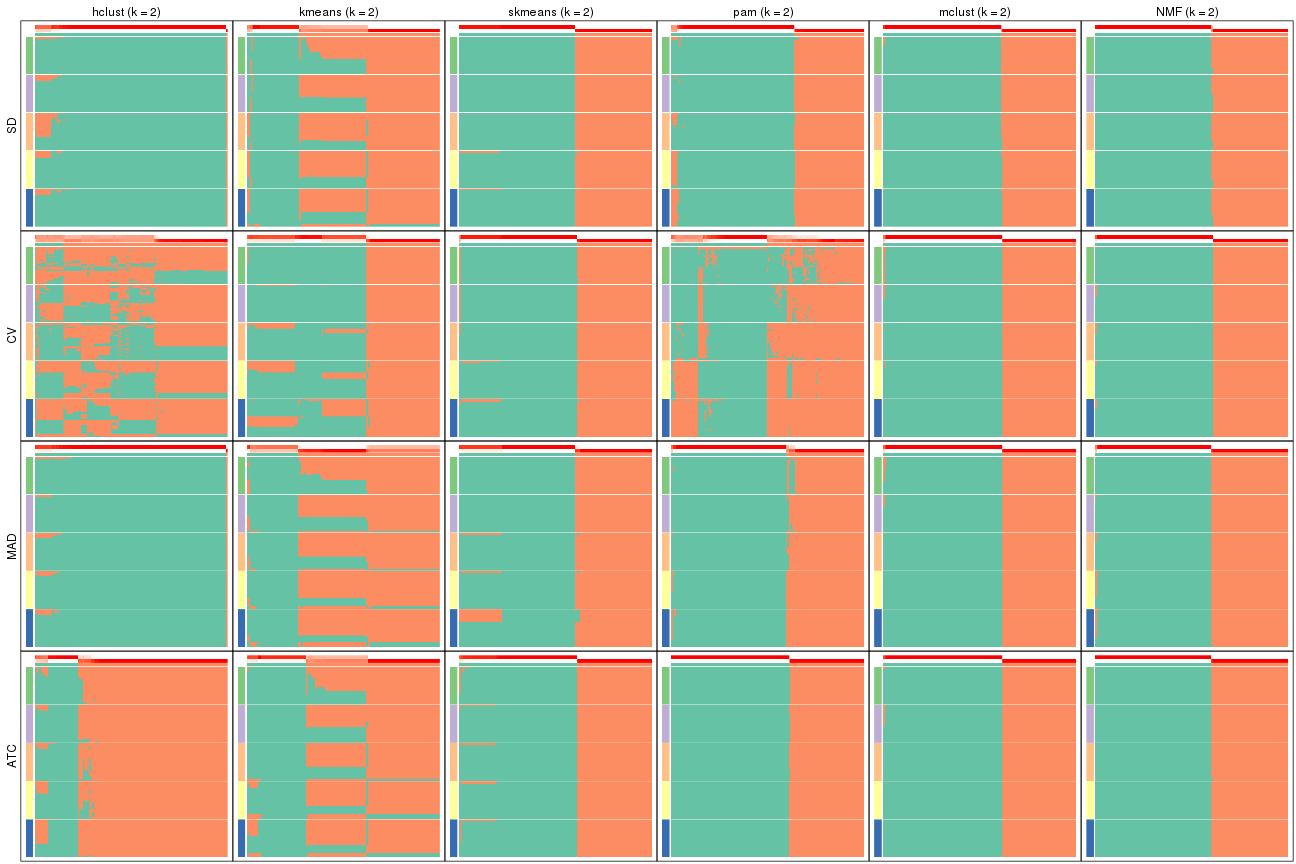 hclust (k = 2)
kmeans (k = 2)
skmeans (k = 2)
pam (k = 2)
mclust (k = 2)
NMF (k = 2)
SD
CV
MAD
ATC